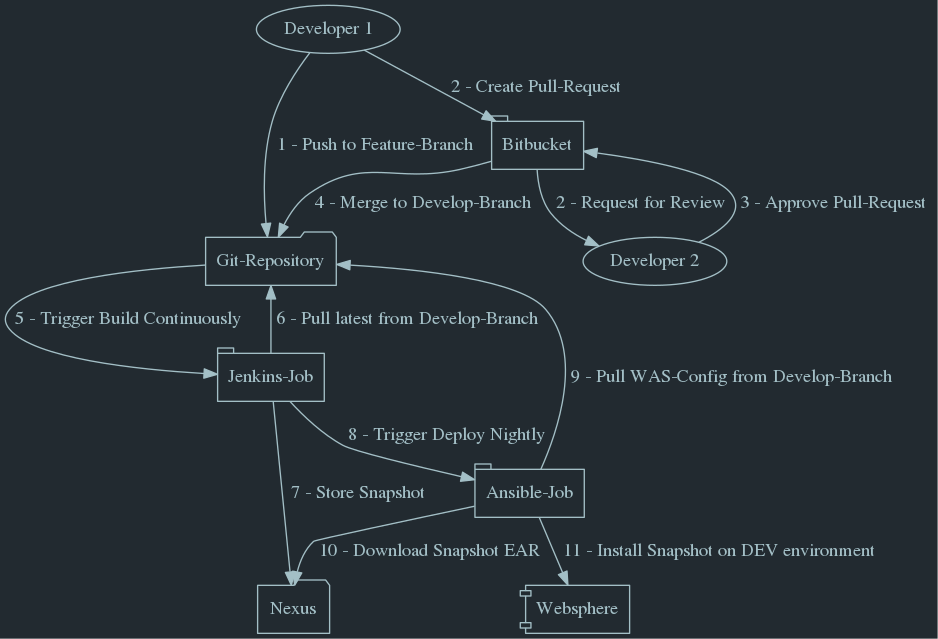 Developer 1
2 - Create Pull-Request
1 - Push to Feature-Branch
Bitbucket
4 - Merge to Develop-Branch
2 - Request for Review
3 - Approve Pull-Request
Git-Repository
Developer 2
5 - Trigger Build Continuously
6 - Pull latest from Develop-Branch
Jenkins-Job
9 - Pull WAS-Config from Develop-Branch
8 - Trigger Deploy Nightly
7 - Store Snapshot
Ansible-Job
10 - Download Snapshot EAR
11 - Install Snapshot on DEV environment
Nexus
Websphere